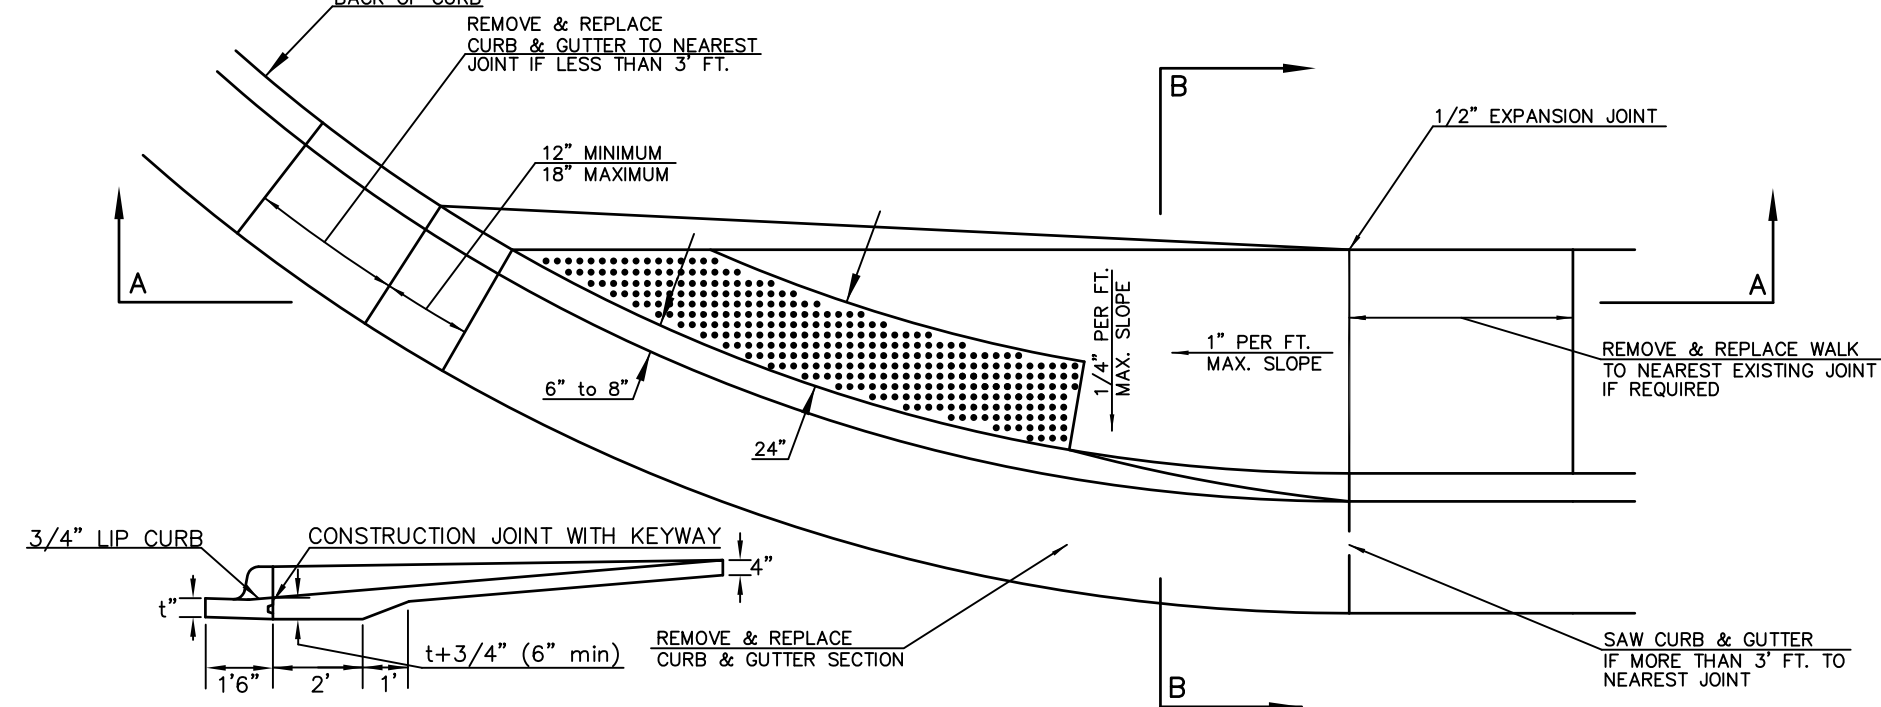 BACK OF CURB
REMOVE & REPLACE
CURB & GUTTER TO NEAREST
JOINT IF LESS THAN 3' FT.
B
1/2" EXPANSION JOINT
12" MINIMUM
18" MAXIMUM
A
A
1/4" PER FT.
MAX. SLOPE
1" PER FT.
MAX. SLOPE
REMOVE & REPLACE WALK
TO NEAREST EXISTING JOINT
IF REQUIRED
6" to 8"
24"
3/4" LIP CURB
CONSTRUCTION JOINT WITH KEYWAY
4"
t"
t+3/4" (6" min)
1'6"
2'
1'
REMOVE & REPLACE
CURB & GUTTER SECTION
B
SAW CURB & GUTTER
IF MORE THAN 3' FT. TO
NEAREST JOINT